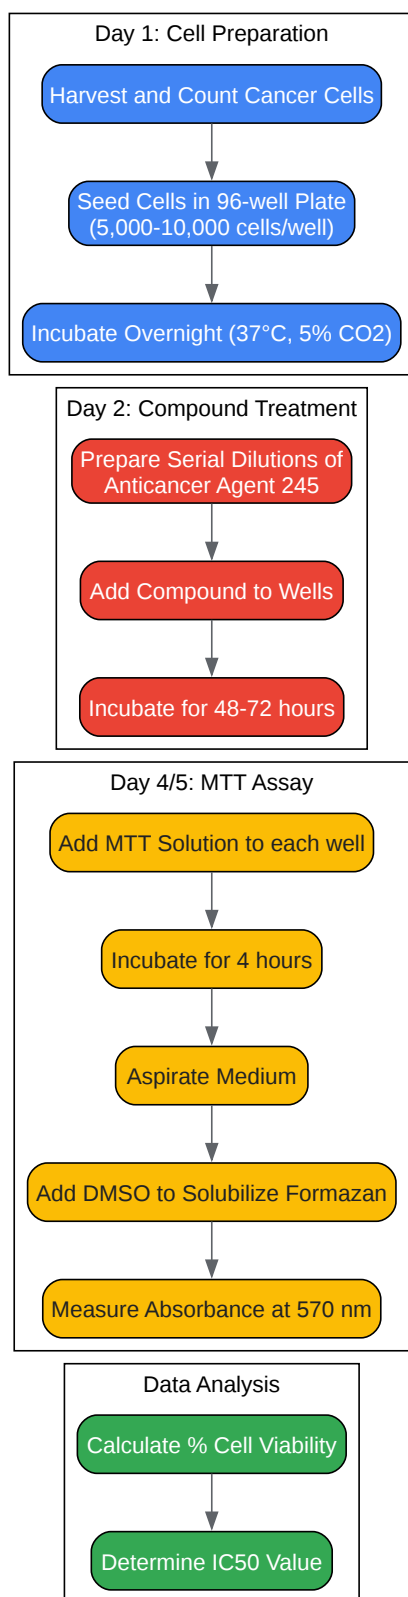 Day 1: Cell Preparation
Harvest and Count Cancer Cells
Seed Cells in 96-well Plate
(5,000-10,000 cells/well)
Incubate Overnight (37°C, 5% CO2)
Day 2: Compound Treatment
Prepare Serial Dilutions of
Anticancer Agent 245
Add Compound to Wells
Incubate for 48-72 hours
Day 4/5: MTT Assay
Add MTT Solution to each well
Incubate for 4 hours
Aspirate Medium
Add DMSO to Solubilize Formazan
Measure Absorbance at 570 nm
Data Analysis
Calculate % Cell Viability
Determine IC50 Value